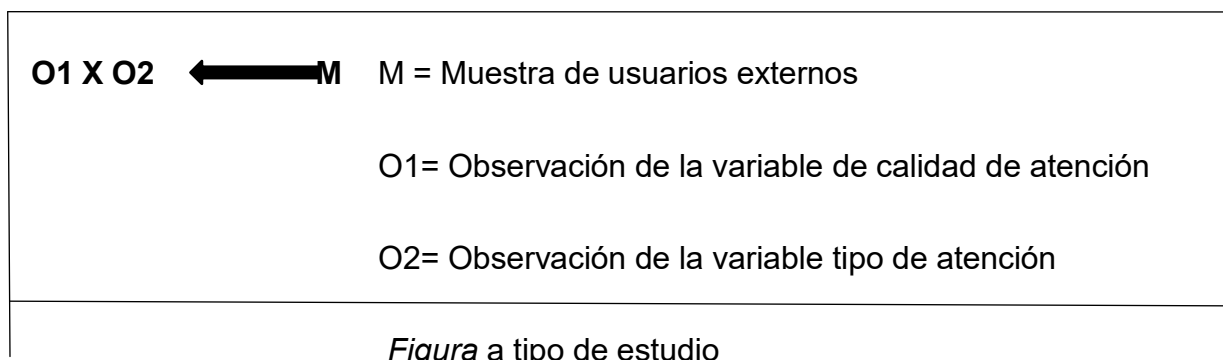 O1 X O2 M M = Muestra de usuarios externos
O1= Observación de la variable de calidad de atención
O2= Observación de la variable tipo de atención
Figura a tipo de estudio